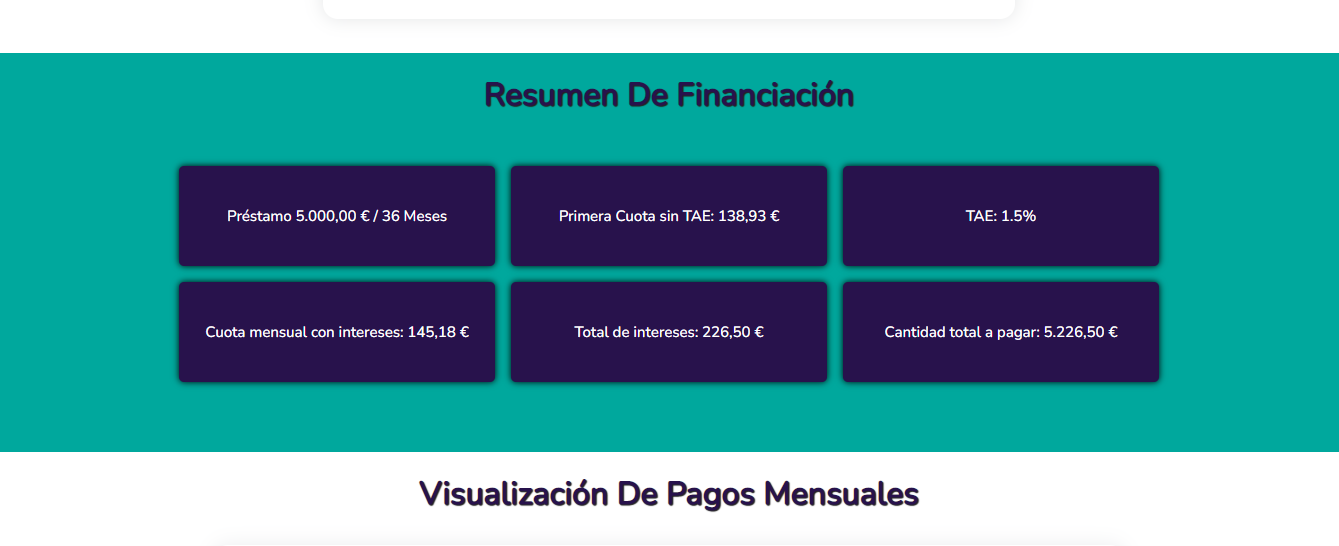 Resumen De Financiación
Préstamo 5.000,00 € / 36 Meses
Primera Cuota sin TAE: 138,93 €
TAE: 1.5%
Cuota mensual con intereses: 145,18 €
Total de intereses: 226,50 €
Cantidad total a pagar: 5.226,50 €
Visualización De Pagos Mensuales